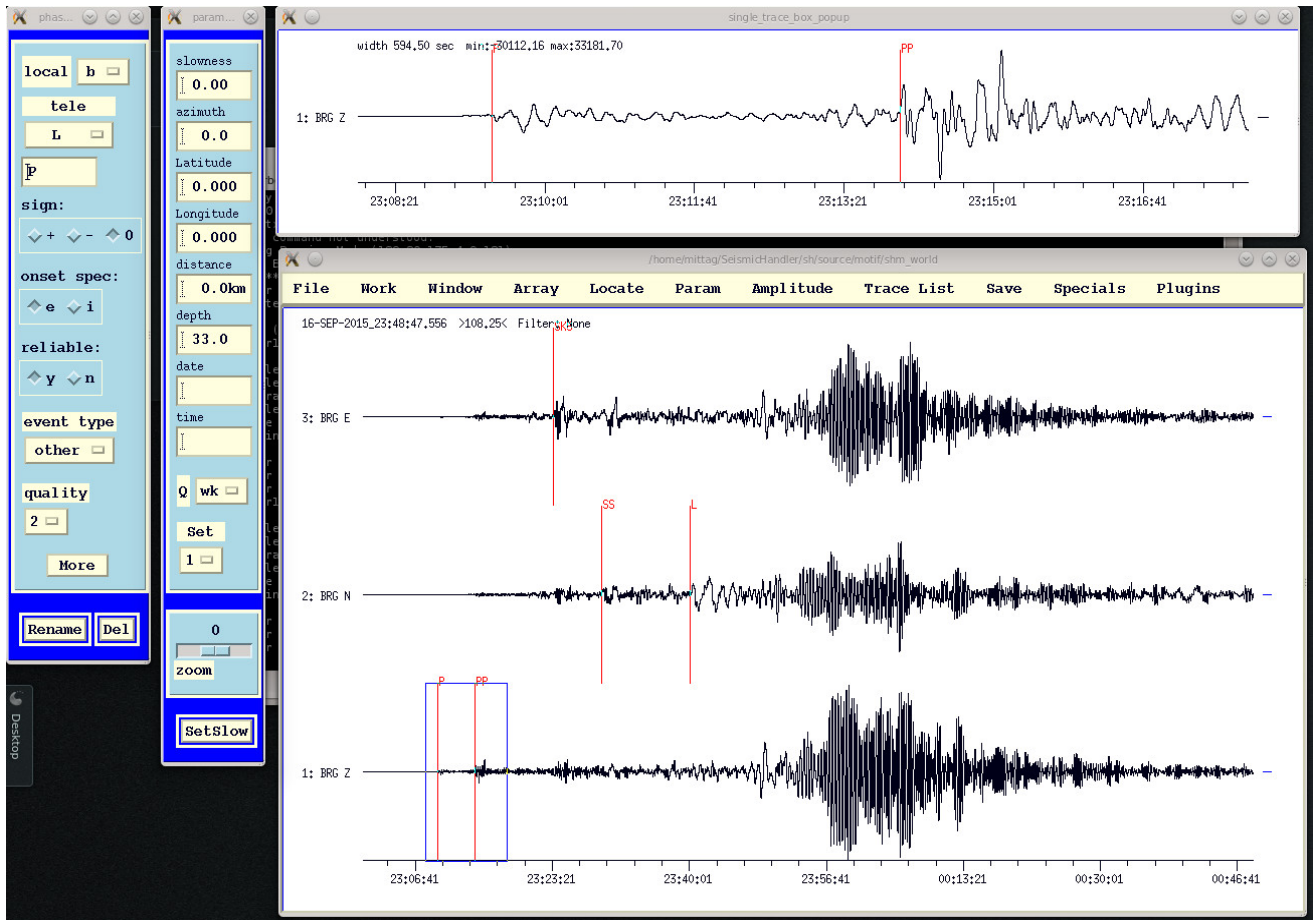 phas...
local b
tele
L
P
sign:
+ - 0
onset spec:
e i
reliable:
y n
event type
other
quality
2
More
Rename Del
Desktop
param...
slowness
0.00
azimuth
0.0
Latitude
0.000
Longitude
0.000
distance
0.0km
depth
33.0
date
time
Q wk
Set
1
0
zoom
SetSlow
single_trace_box_popup
width 594.50 sec min:-30112.16 max:33181.70
PP
1: BRG Z
23:08:21 23:10:01 23:11:41 23:13:21 23:15:01 23:16:41
command not understood.
/home/mittag/SeismicHandler/sh/source/motif/shm_world
File Work Window Array Locate Param Amplitude Trace List Save Specials Plugins
16-SEP-2015_23:48:47.556 >108.25< Filter: None
SKS
3: BRG E
SS L
2: BRG N
P PP
1: BRG Z
23:06:41 23:23:21 23:40:01 23:56:41 00:13:21 00:30:01 00:46:41